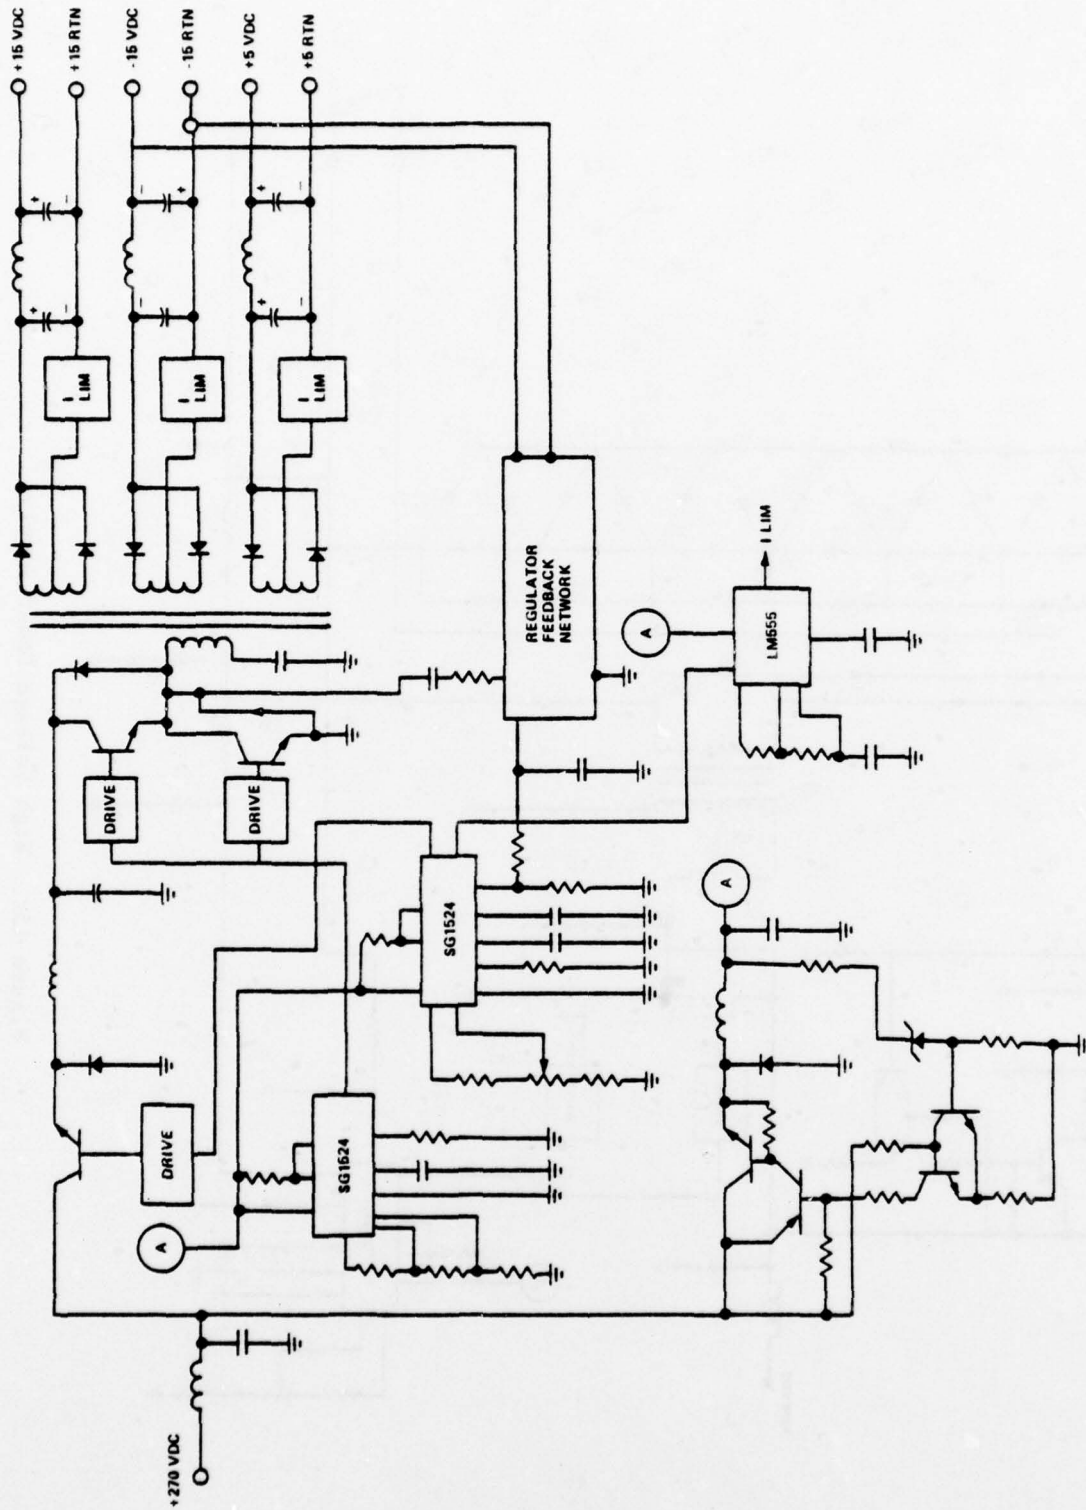 +270 VDC
A
DRIVE
SG1524
SG1524
DRIVE
DRIVE
+15 VDC
+15 RTN
-15 VDC
-15 RTN
+5 VDC
+5 RTN
+
-
+
-
-
-
+
+
-
+
-
I
LIM
I
LIM
I
LIM
REGULATOR
FEEDBACK
NETWORK
A
LM555
I LIM
A